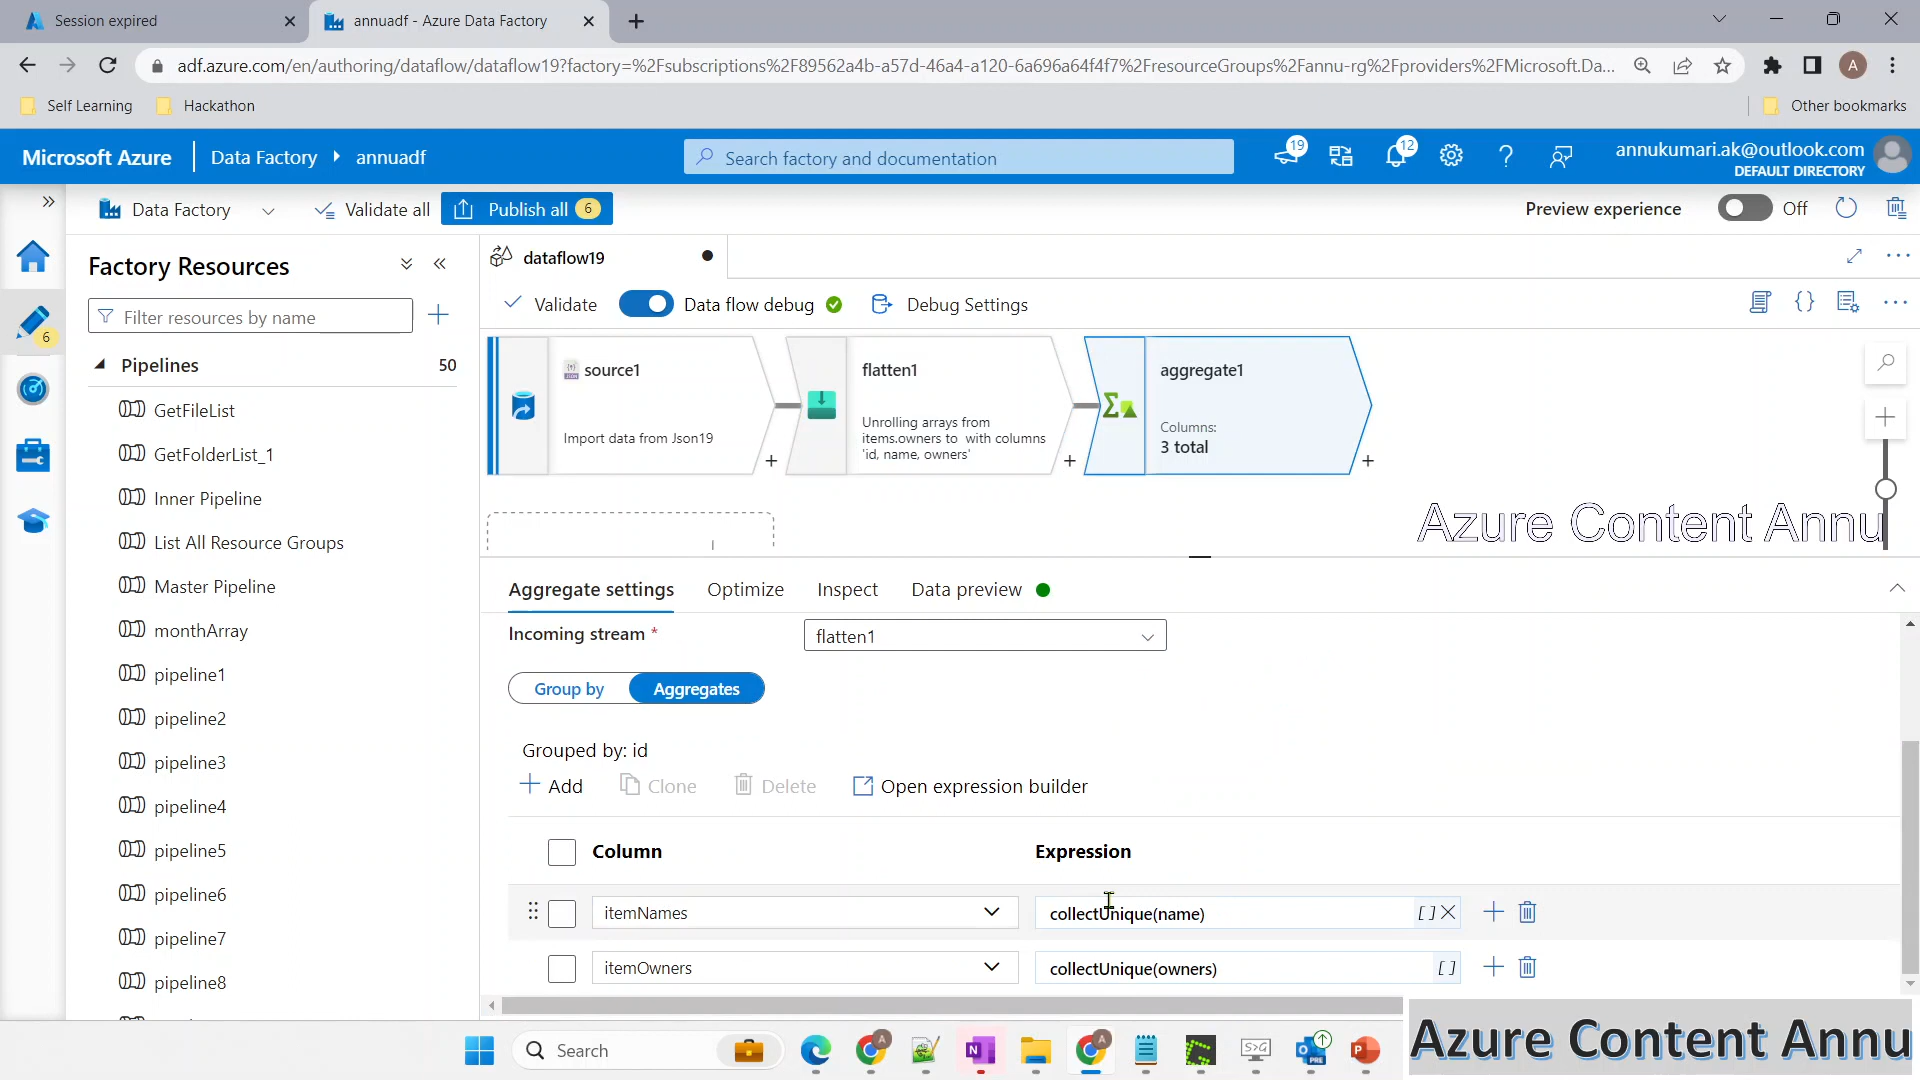 Session expired
annuadf - Azure Data Factory
adf.azure.com/en/authoring/dataflow/dataflow19?factory=%2Fsubscriptions%2F89562a4b-a57d-46a4-a120-6a696a64f4f7%2FresourceGroups%2Fannu-rg%2Fproviders%2FMicrosoft.Da...
A
Self Learning
Hackathon
Other bookmarks
Microsoft Azure
Data Factory
annuadf
Search factory and documentation
19
12
annukumari.ak@outlook.com
DEFAULT DIRECTORY
Data Factory
Validate all
Publish all 6
Preview experience
Off
Factory Resources
dataflow19
Validate
Data flow debug
Debug Settings
Filter resources by name
6
Pipelines
50
GetFileList
GetFolderList_1
Inner Pipeline
List All Resource Groups
Master Pipeline
monthArray
pipeline1
pipeline2
pipeline3
pipeline4
pipeline5
pipeline6
pipeline7
pipeline8
source1
Import data from Json19
flatten1
Unrolling arrays from
items.owners to with columns
'id, name, owners'
aggregate1
Columns:
3 total
Azure Content Annu
Aggregate settings
Optimize
Inspect
Data preview
Incoming stream *
flatten1
Group by
Aggregates
Grouped by: id
Add
Clone
Delete
Open expression builder
Column
Expression
itemNames
collectUnique(name)
itemOwners
collectUnique(owners)
Search
Azure Content Annu